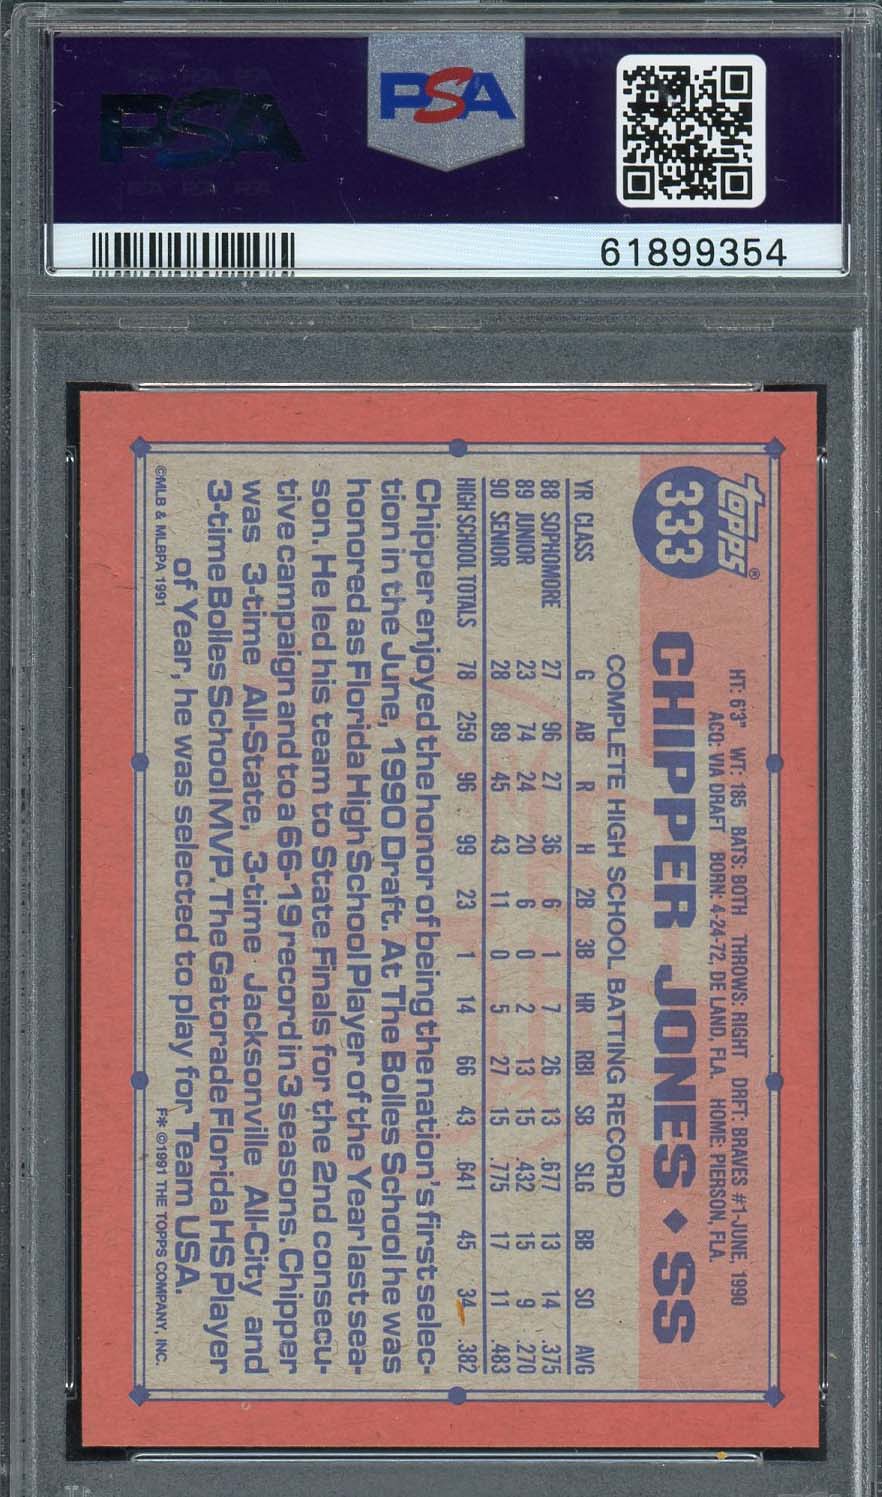 PSA PSA PSA
PSA
PSA PSA PSA
PSA
61899354
topps®
333
CHIPPER JONES ♦ SS
HT: 6'3" WT: 185 BATS: BOTH THROWS: RIGHT DRFT: BRAVES #1-JUNE, 1990
ACQ: VIA DRAFT BORN: 4-24-72, DE LAND, FLA. HOME: PIERSON, FLA.
COMPLETE HIGH SCHOOL BATTING RECORD
YR CLASS G AB R H 2B 3B HR RBI SB SLG BB SO AVG
88 SOPHOMORE 27 96 27 36 6 1 7 26 13 .677 13 14 .375
89 JUNIOR 23 74 24 20 6 0 2 13 15 .432 15 9 .270
90 SENIOR 28 89 45 43 11 0 5 27 15 .775 17 11 .483
HIGH SCHOOL TOTALS 78 259 96 99 23 1 14 66 43 .641 45 34 .382
Chipper enjoyed the honor of being the nation's first selec-
tion in the June, 1990 Draft. At The Bolles School he was
honored as Florida High School Player of the Year last sea-
son. He led his team to State Finals for the 2nd consecu-
tive campaign and to a 66-19 record in 3 seasons. Chipper
was 3-time All-State, 3-time Jacksonville All-City and
3-time Bolles School MVP. The Gatorade Florida HS Player
of Year, he was selected to play for Team USA.
©MLB & MLBPA 1991
F* ©1991 THE TOPPS COMPANY, INC.